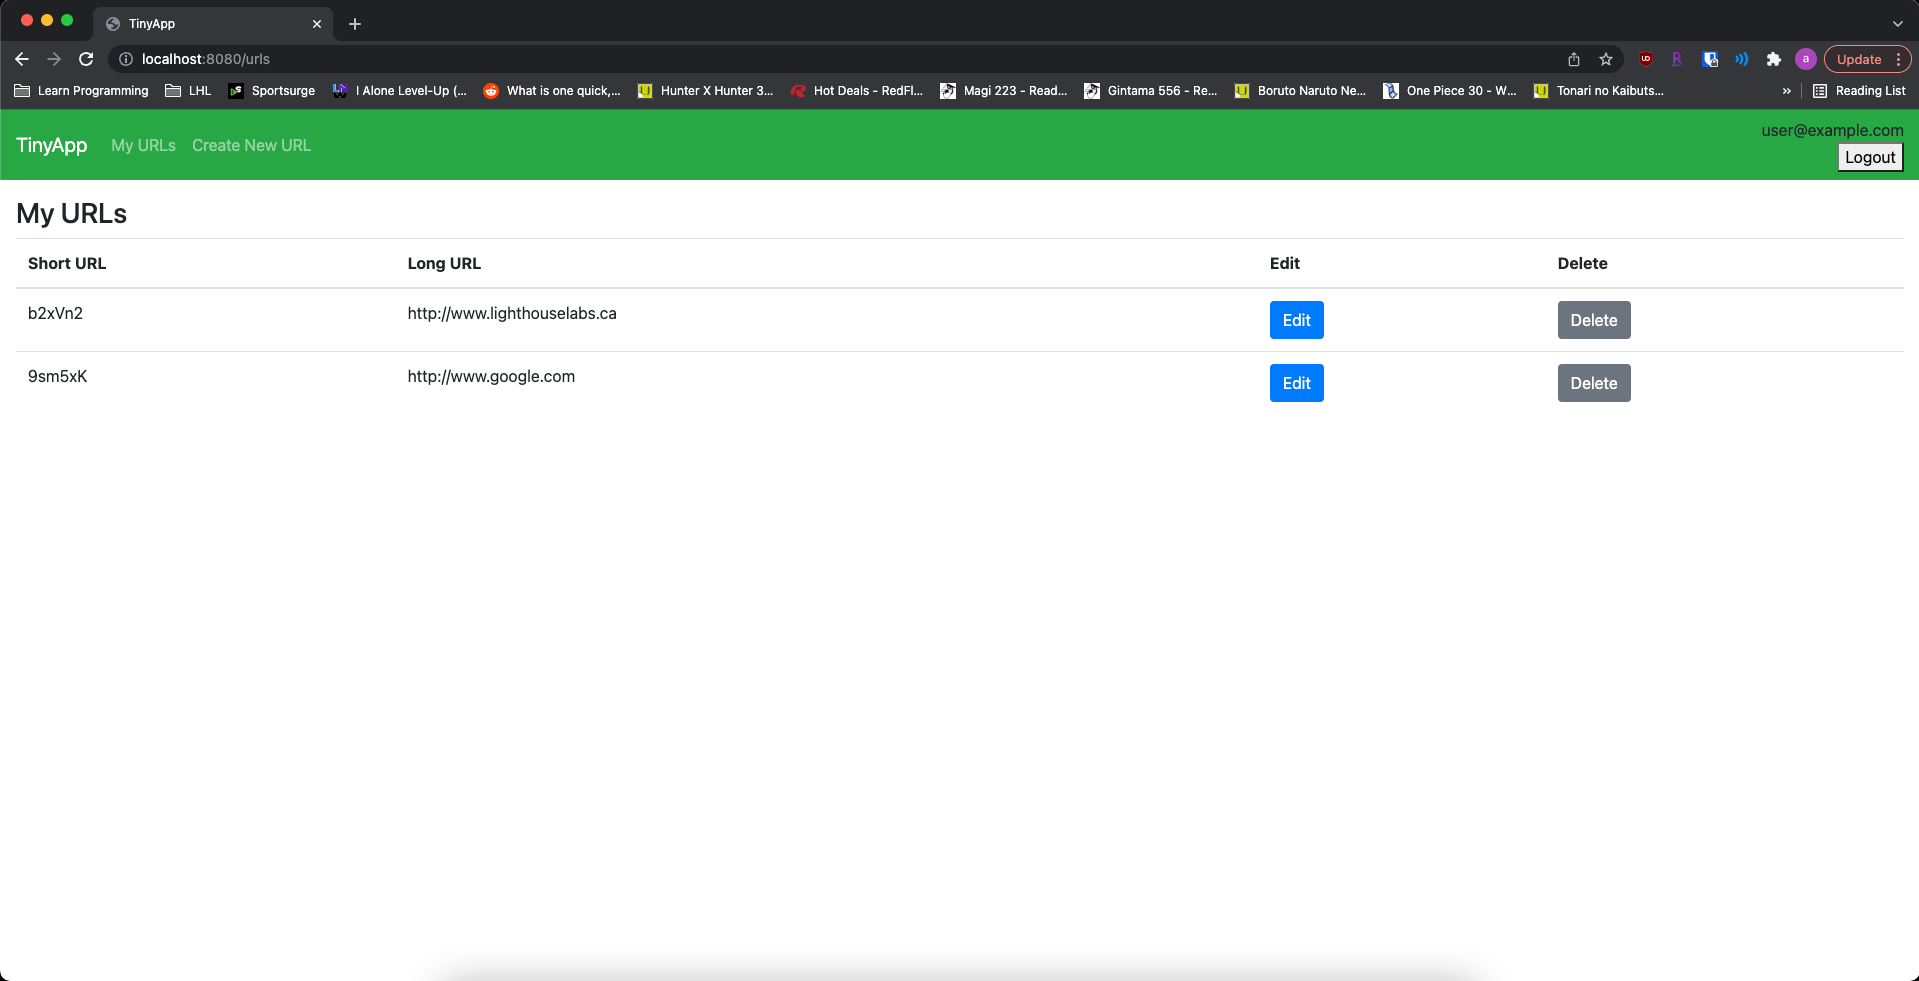 TinyApp
localhost:8080/urls
Update
Learn Programming LHL Sportsurge I Alone Level-Up (... What is one quick,... Hunter X Hunter 3... Hot Deals - RedFl... Magi 223 - Read... Gintama 556 - Re... Boruto Naruto Ne... One Piece 30 - W... Tonari no Kaibuts... » Reading List
TinyApp My URLs Create New URL
user@example.com
Logout
My URLs
Short URL Long URL Edit Delete
b2xVn2 http://www.lighthouselabs.ca Edit Delete
9sm5xK http://www.google.com Edit Delete